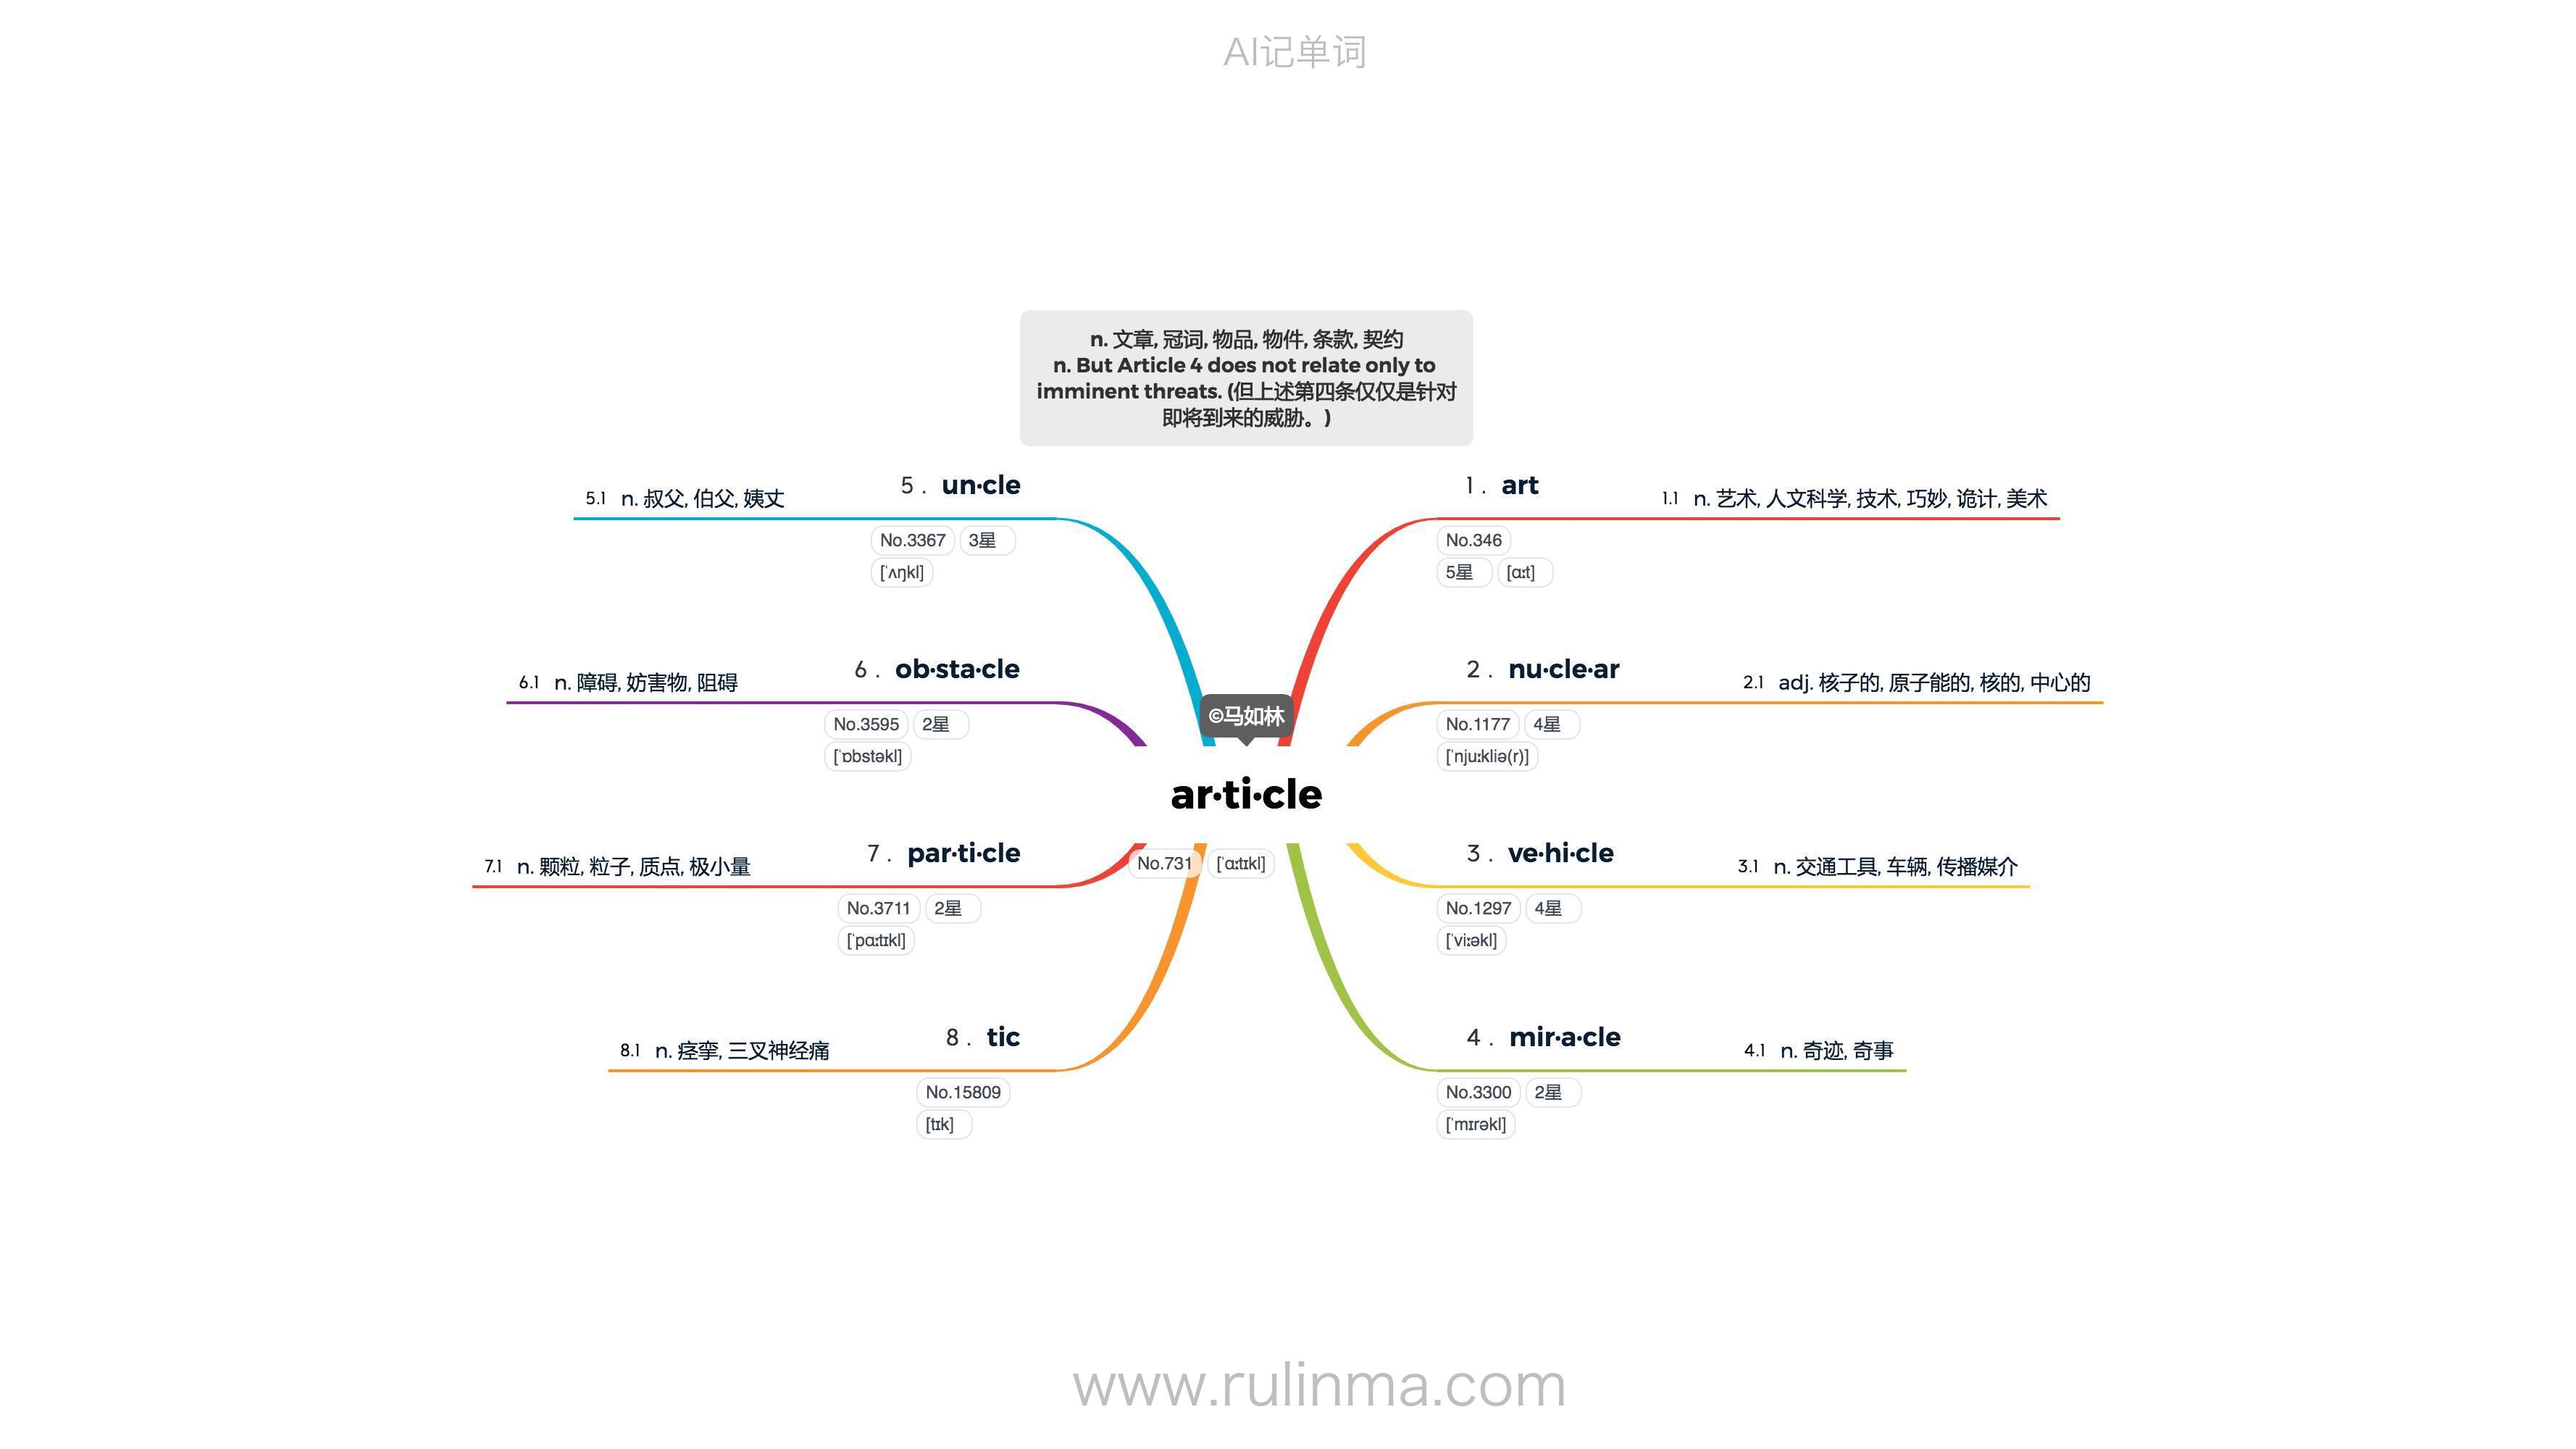 AI记单词
n. 文章, 冠词, 物品, 物件, 条款, 契约
n. But Article 4 does not relate only to
imminent threats. (但上述第四条仅仅是针对
即将到来的威胁。)
©马如林
ar·ti·cle
No.731 [ˈɑːtɪkl]
1 . art
1.1 n. 艺术, 人文科学, 技术, 巧妙, 诡计, 美术
No.346
5星 [ɑːt]
2 . nu·cle·ar
2.1 adj. 核子的, 原子能的, 核的, 中心的
No.1177 4星
[ˈnjuːkliə(r)]
3 . ve·hi·cle
3.1 n. 交通工具, 车辆, 传播媒介
No.1297 4星
[ˈviːəkl]
4 . mir·a·cle
4.1 n. 奇迹, 奇事
No.3300 2星
[ˈmɪrəkl]
5 . un·cle
5.1 n. 叔父, 伯父, 姨丈
No.3367 3星
[ˈʌŋkl]
6 . ob·sta·cle
6.1 n. 障碍, 妨害物, 阻碍
No.3595 2星
[ˈɒbstəkl]
7 . par·ti·cle
7.1 n. 颗粒, 粒子, 质点, 极小量
No.3711 2星
[ˈpɑːtɪkl]
8 . tic
8.1 n. 痉挛, 三叉神经痛
No.15809
[tɪk]
www.rulinma.com